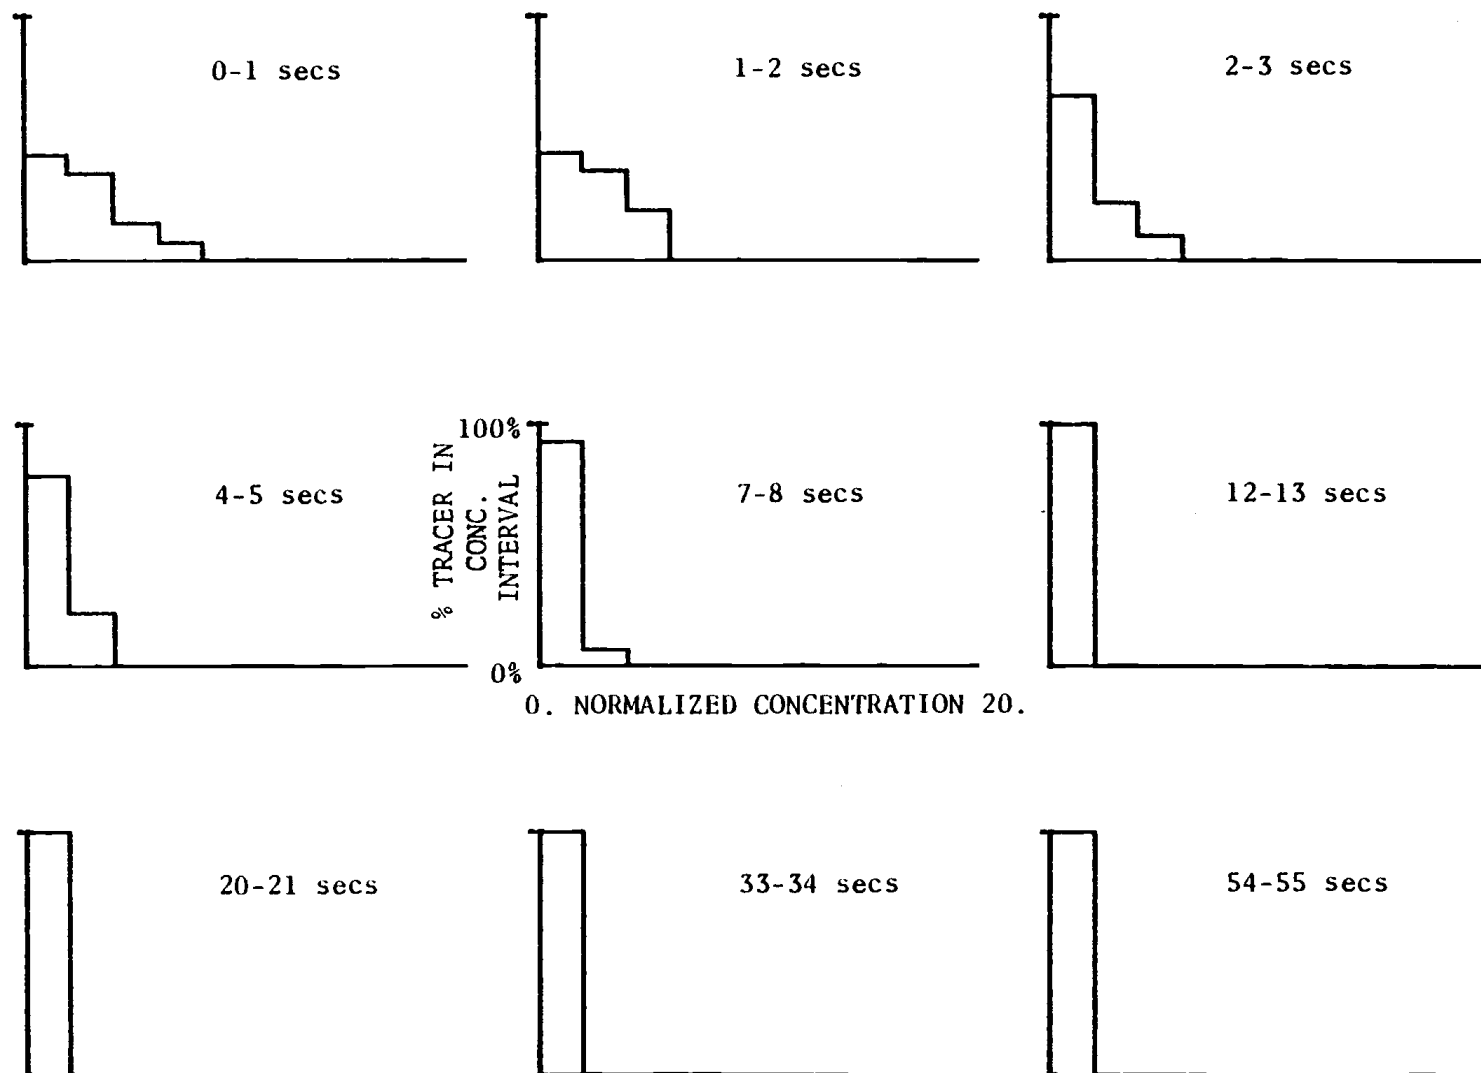 0-1 secs
1-2 secs
2-3 secs
4-5 secs
100%
% TRACER IN
CONC.
INTERVAL
0%
7-8 secs
12-13 secs
0. NORMALIZED CONCENTRATION 20.
20-21 secs
33-34 secs
54-55 secs